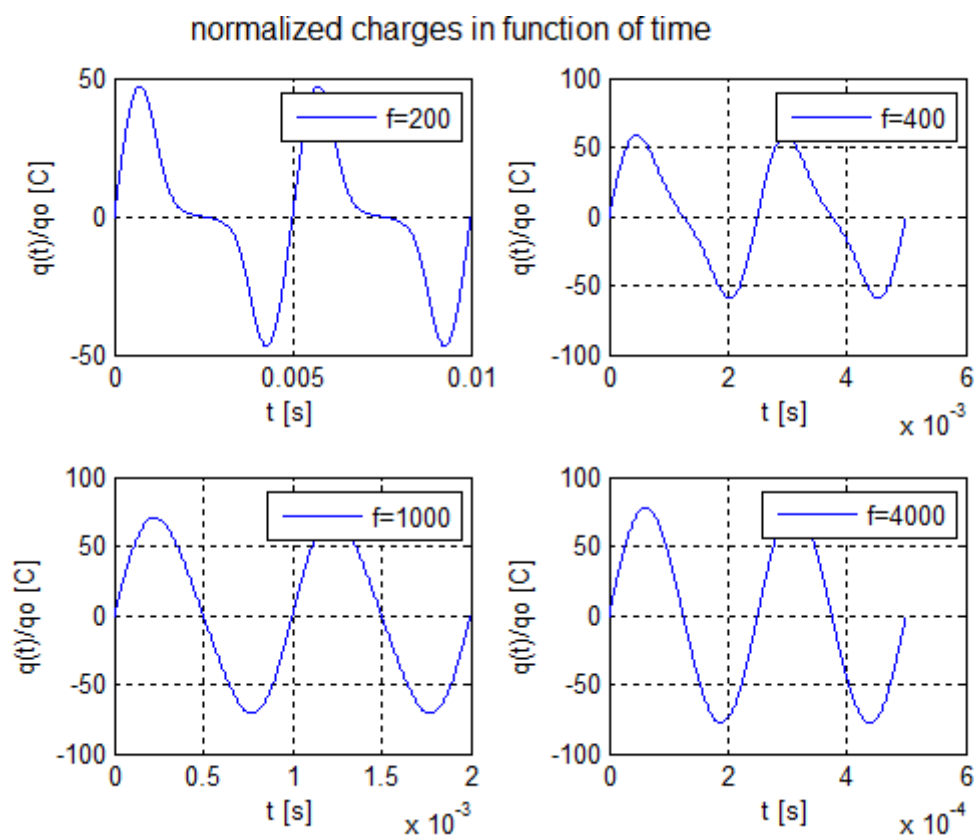 normalized charges in function of time
50
0
-50
q(t)/qo [C]
f=200
0 0.005 0.01
t [s]
100
50
0
-50
-100
q(t)/qo [C]
f=400
0 2 4 6
t [s]
x 10^-3
100
50
0
-50
-100
q(t)/qo [C]
f=1000
0 0.5 1 1.5 2
t [s]
x 10^-3
100
50
0
-50
-100
q(t)/qo [C]
f=4000
0 2 4 6
t [s]
x 10^-4